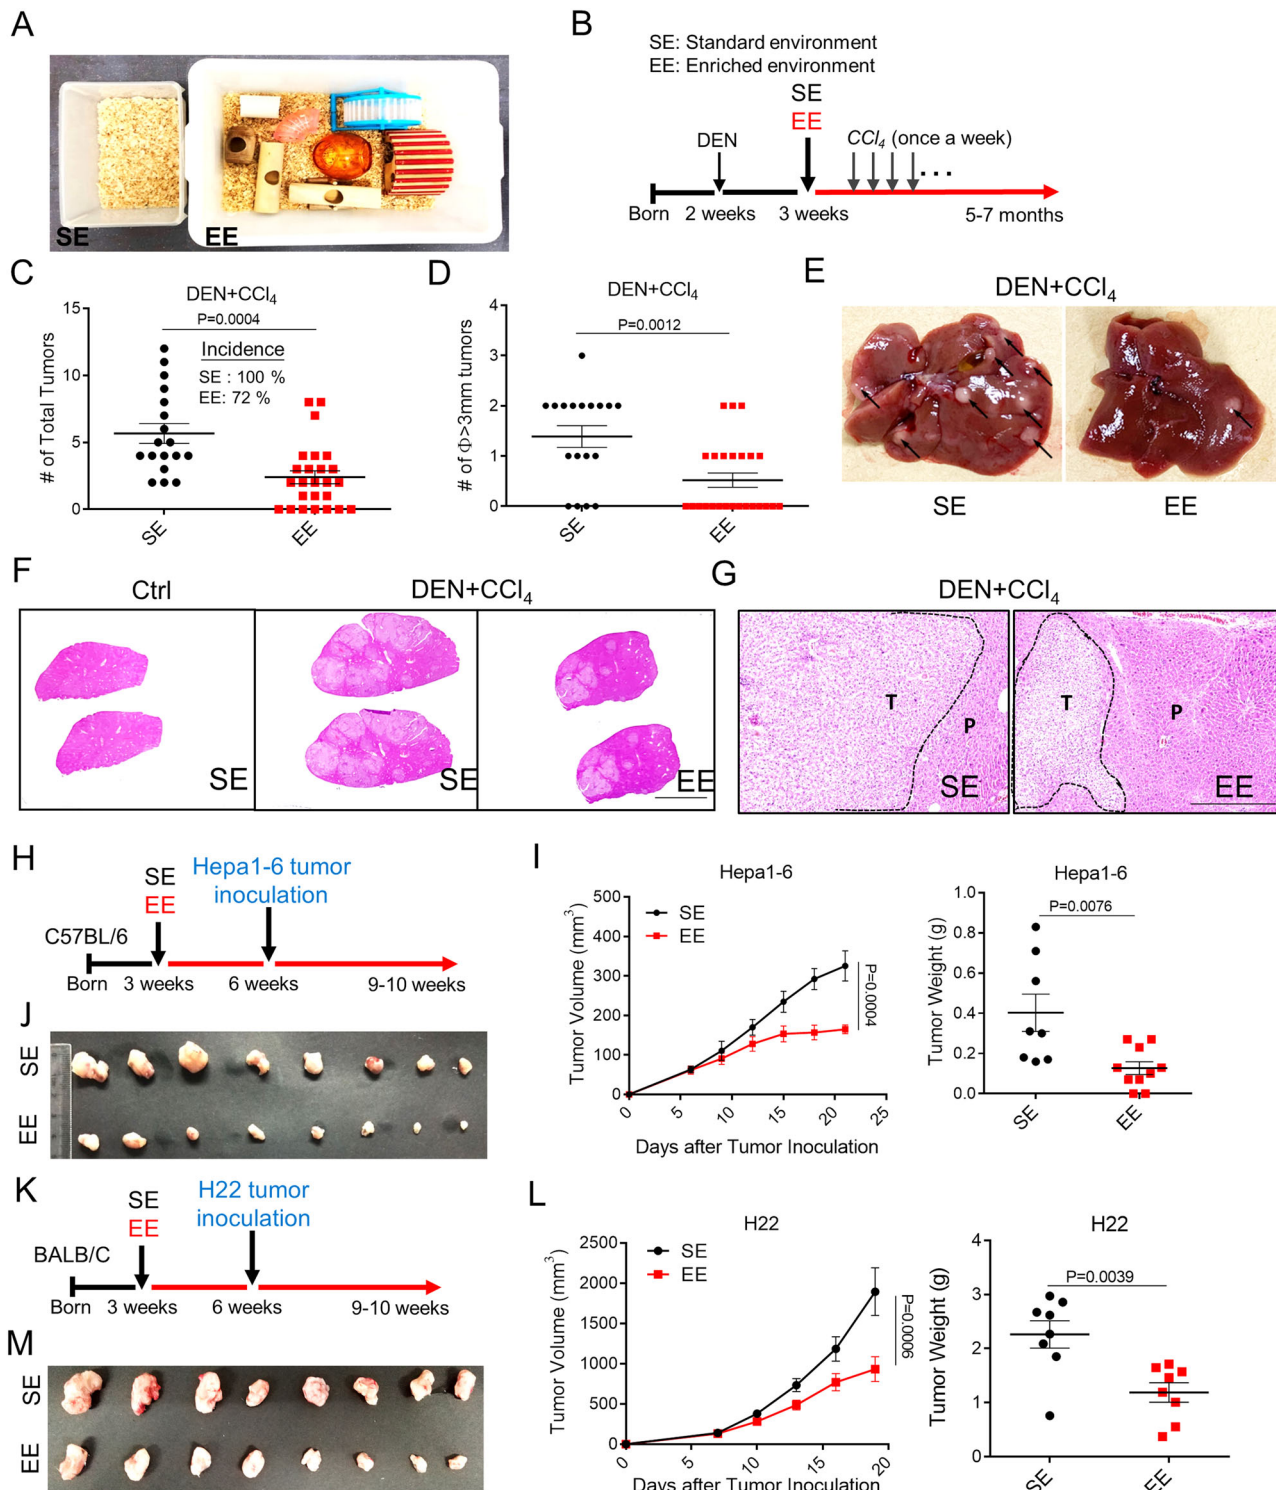 A
SE
EE
B
SE: Standard environment
EE: Enriched environment
SE
EE
DEN
CCl4 (once a week)
...
Born
2 weeks
3 weeks
5-7 months
C
DEN+CCl4
P=0.0004
Incidence
SE : 100 %
EE: 72 %
# of Total Tumors
15
10
5
0
SE
EE
D
DEN+CCl4
P=0.0012
# of Φ>3mm tumors
4
3
2
1
0
SE
EE
E
DEN+CCl4
SE
EE
F
Ctrl
DEN+CCl4
SE
SE
EE
G
DEN+CCl4
T
P
SE
T
P
EE
H
SE
EE
Hepa1-6 tumor
inoculation
C57BL/6
Born
3 weeks
6 weeks
9-10 weeks
I
Hepa1-6
SE
EE
Tumor Volume (mm3)
500
400
300
200
100
0
0
5
10
15
20
25
Days after Tumor Inoculation
P=0.0004
Hepa1-6
P=0.0076
Tumor Weight (g)
1.0
0.8
0.6
0.4
0.2
0.0
SE
EE
J
SE
EE
K
SE
EE
H22 tumor
inoculation
BALB/C
Born
3 weeks
6 weeks
9-10 weeks
L
H22
SE
EE
Tumor Volume (mm3)
2500
2000
1500
1000
500
0
0
5
10
15
20
Days after Tumor Inoculation
P=0.0006
H22
P=0.0039
Tumor Weight (g)
4
3
2
1
0
SE
EE
M
SE
EE